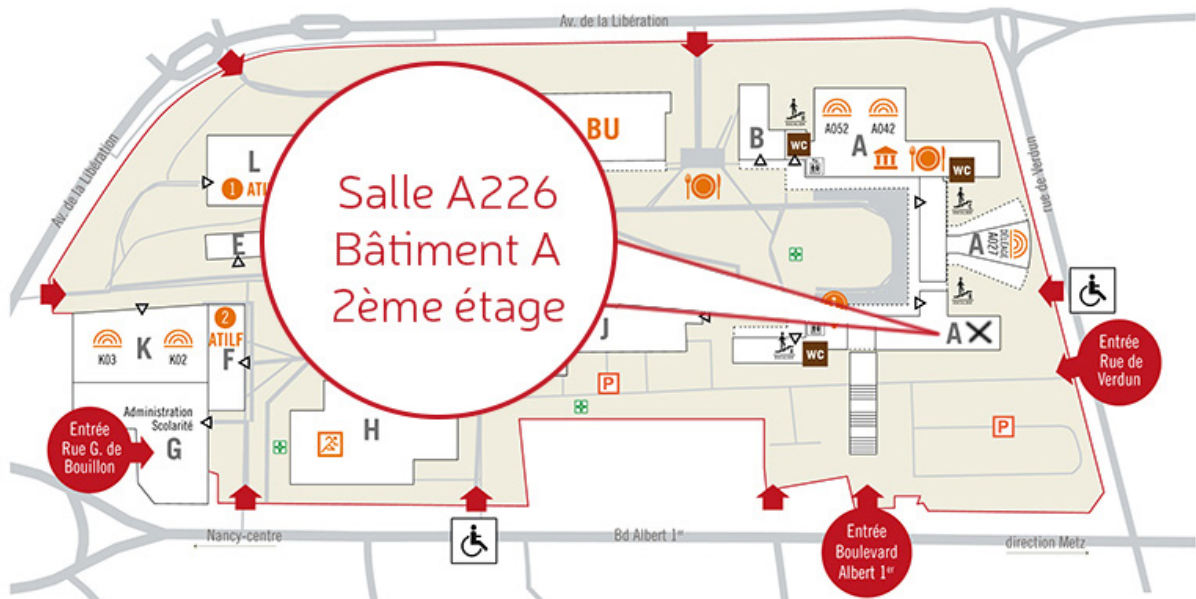 Av. de la Libération
Av. de la Libération
rue de Verdun
Salle A226
Bâtiment A
2ème étage
BU
B
WC
A052
A042
A
WC
L
1 ATILF
E
A
DELÉAGE
A027
K03
K
K02
2
ATILF
F
J
WC
A
P
Entrée
Rue de
Verdun
Administration
Scolarité
G
H
P
Entrée
Rue G. de
Bouillon
Nancy-centre
Bd Albert 1er
Entrée
Boulevard
Albert 1er
direction Metz